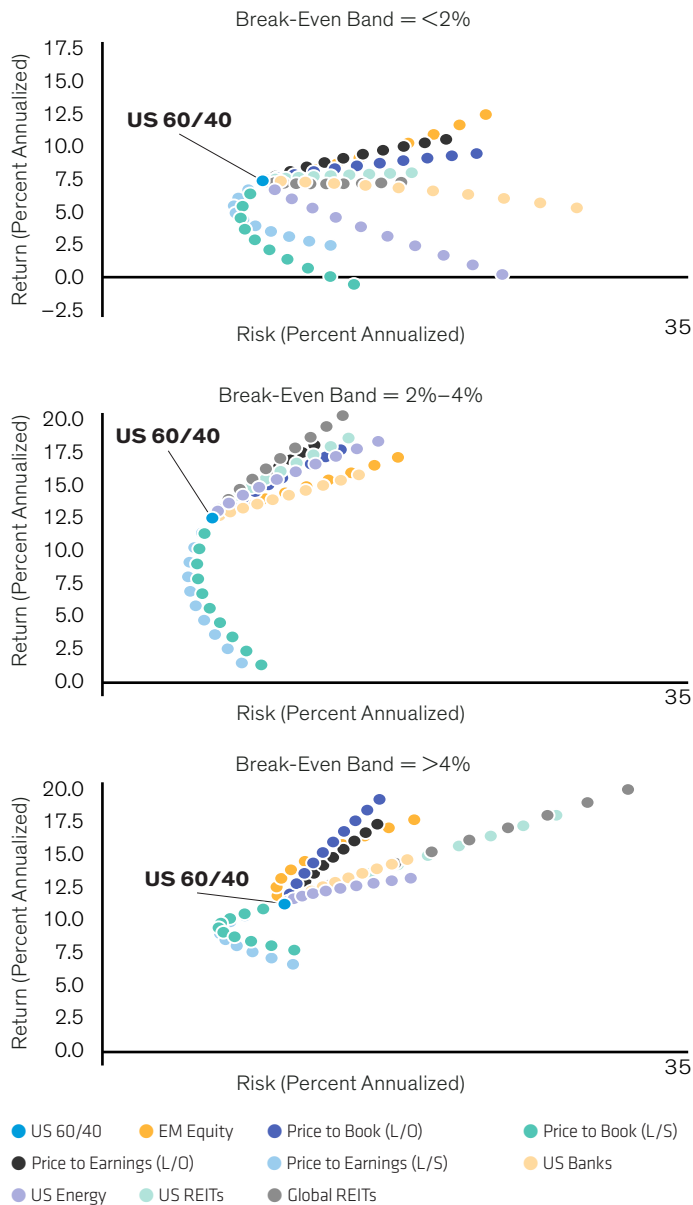 Break-Even Band = <2%
Return (Percent Annualized)
17.5
15.0
12.5
10.0
7.5
5.0
2.5
0.0
−2.5
US 60/40
Risk (Percent Annualized)
35
Break-Even Band = 2%–4%
Return (Percent Annualized)
20.0
17.5
15.0
12.5
10.0
7.5
5.0
2.5
0.0
US 60/40
Risk (Percent Annualized)
35
Break-Even Band = >4%
Return (Percent Annualized)
20.0
17.5
15.0
12.5
10.0
7.5
5.0
2.5
0.0
US 60/40
Risk (Percent Annualized)
35
US 60/40 EM Equity Price to Book (L/O) Price to Book (L/S)
Price to Earnings (L/O) Price to Earnings (L/S) US Banks
US Energy US REITs Global REITs